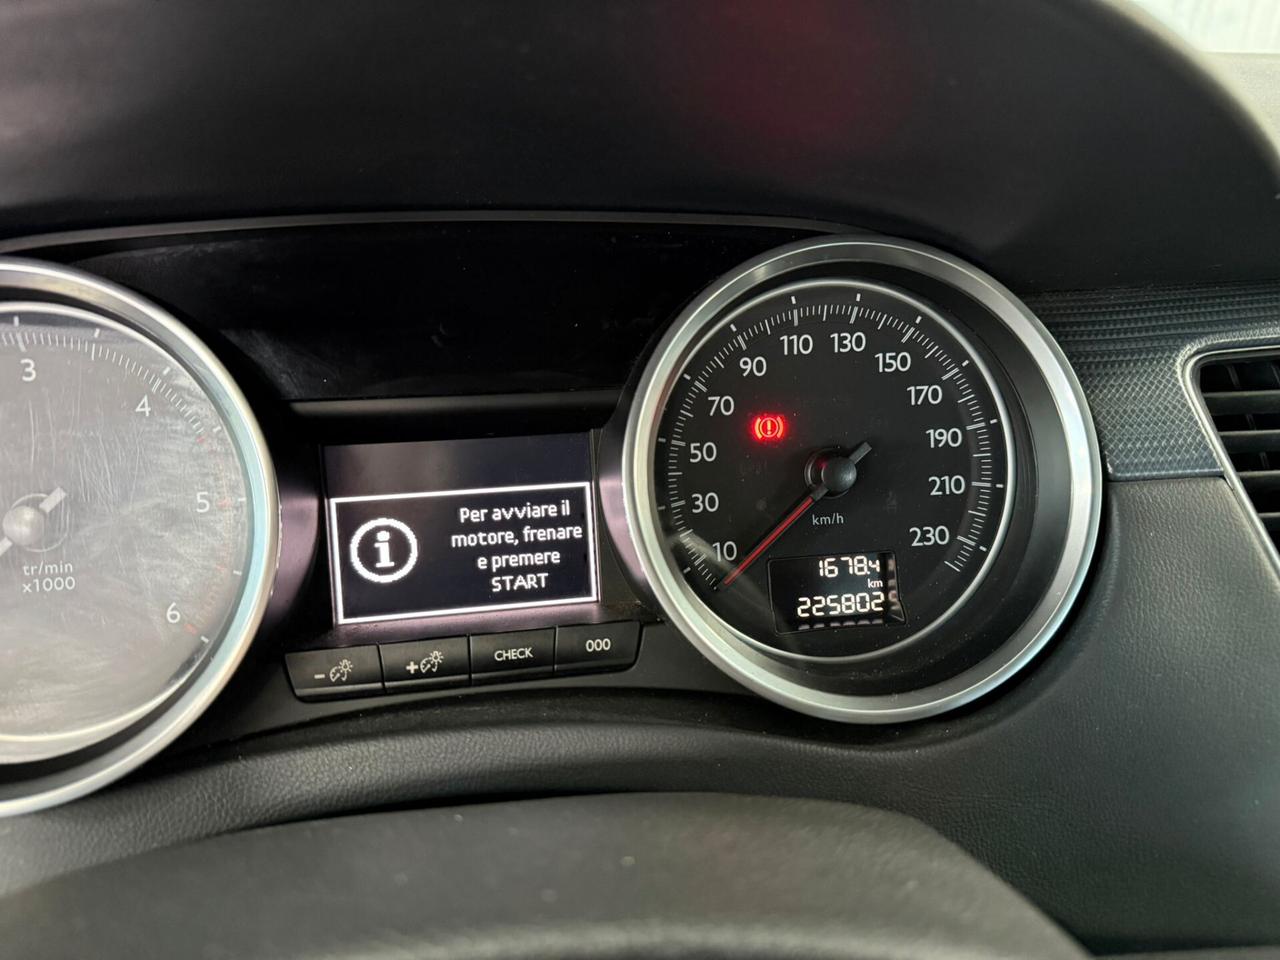 3
4
5
6
tr/min
x1000
Per avviare il
motore, frenare
e premere
START
-
+
CHECK
000
10
30
50
70
90
110
130
150
170
190
210
230
km/h
1678.4
km
225802